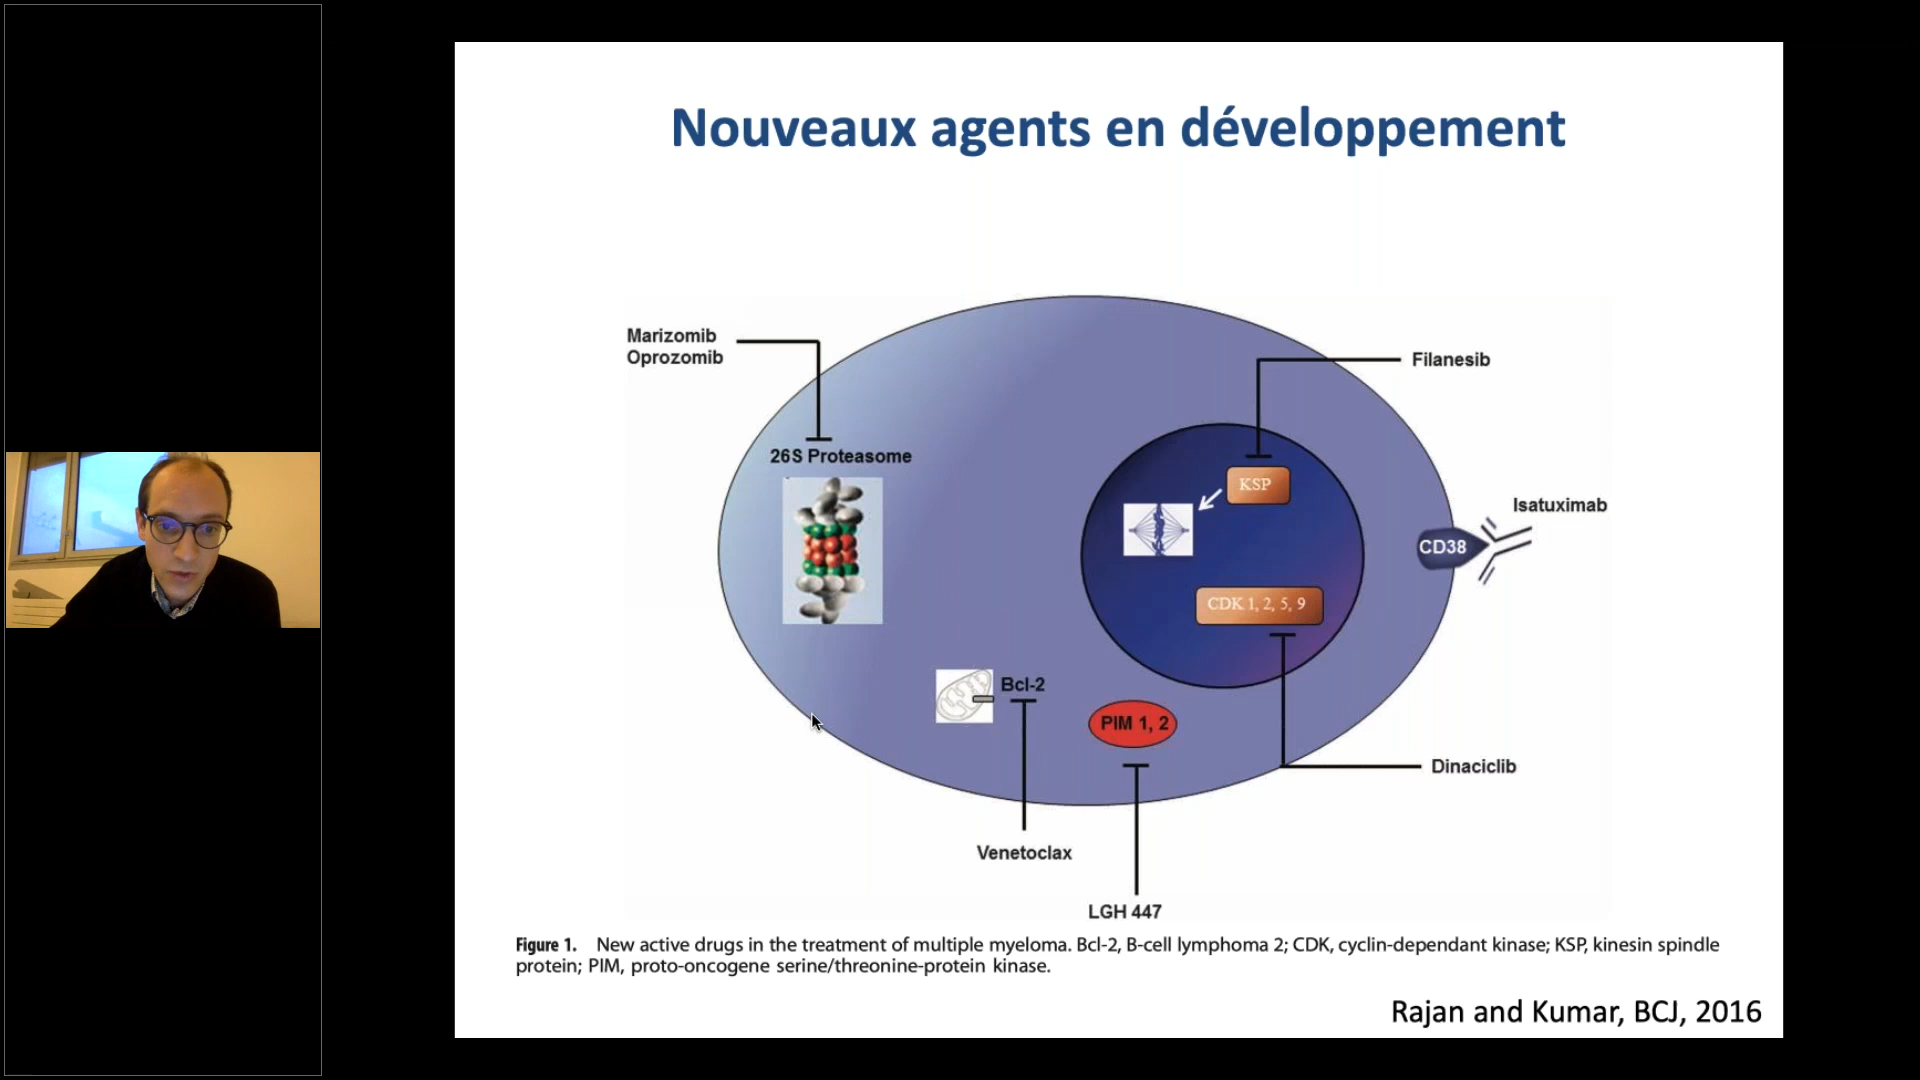 Nouveaux agents en développement
Marizomib
Oprozomib
Filanesib
26S Proteasome
KSP
Isatuximab
CD38
CDK 1, 2, 5, 9
Bcl-2
PIM 1, 2
Dinaciclib
Venetoclax
LGH 447
Figure 1. New active drugs in the treatment of multiple myeloma. Bcl-2, B-cell lymphoma 2; CDK, cyclin-dependant kinase; KSP, kinesin spindle
protein; PIM, proto-oncogene serine/threonine-protein kinase.
Rajan and Kumar, BCJ, 2016